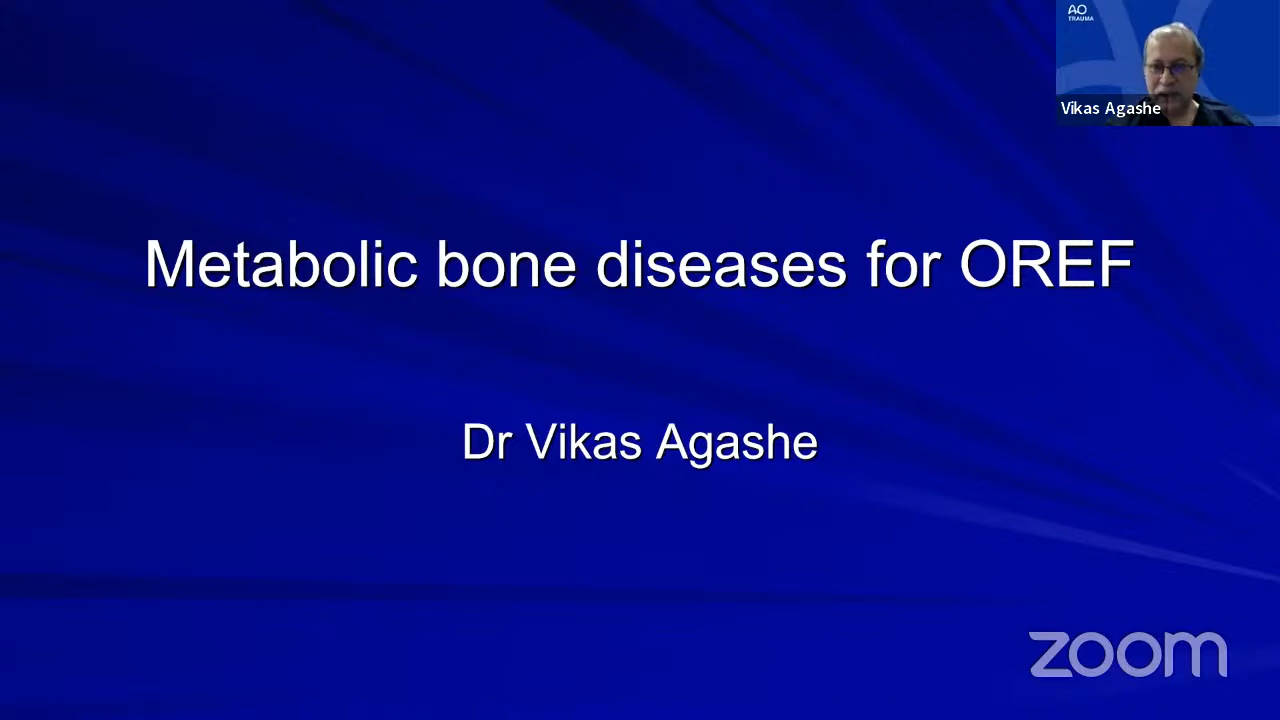 AO
TRAUMA
Vikas Agashe
Metabolic bone diseases for OREF
Dr Vikas Agashe
zoom